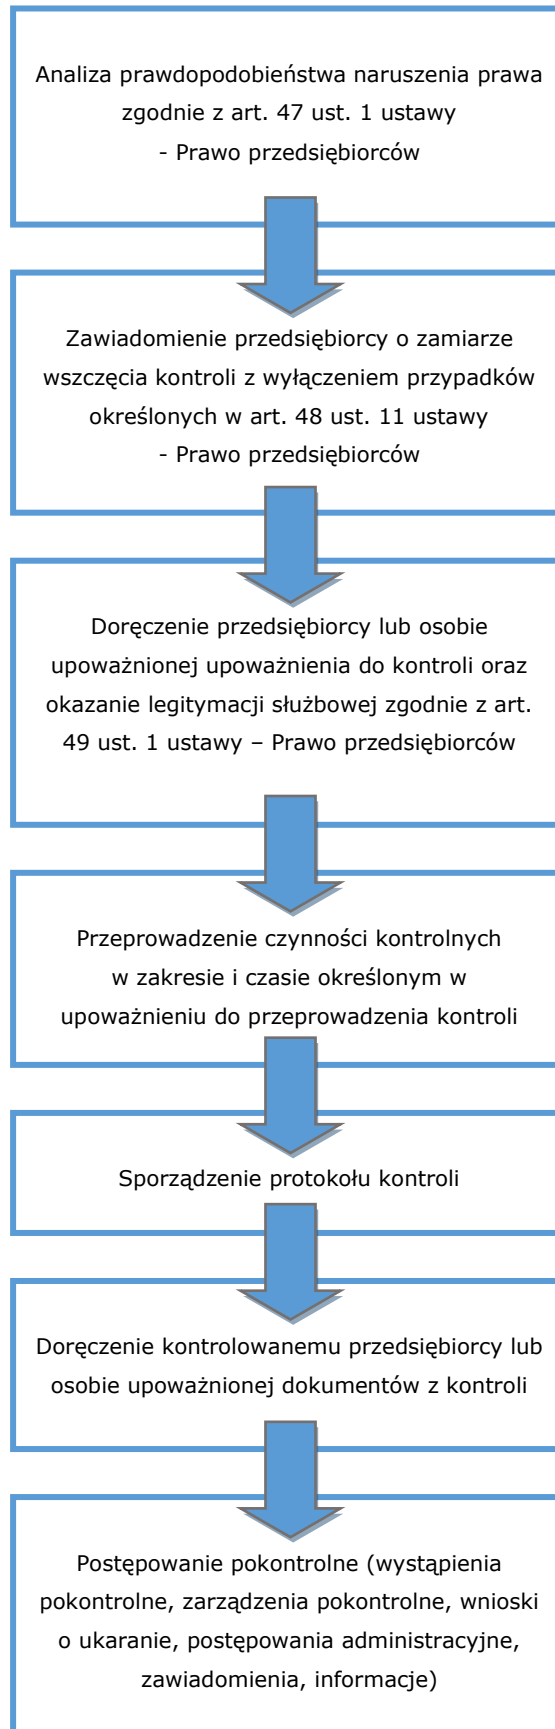 Analiza prawdopodobieństwa naruszenia prawa
zgodnie z art. 47 ust. 1 ustawy
- Prawo przedsiębiorców
Zawiadomienie przedsiębiorcy o zamiarze
wszczęcia kontroli z wyłączeniem przypadków
określonych w art. 48 ust. 11 ustawy
- Prawo przedsiębiorców
Doręczenie przedsiębiorcy lub osobie
upoważnionej upoważnienia do kontroli oraz
okazanie legitymacji służbowej zgodnie z art.
49 ust. 1 ustawy – Prawo przedsiębiorców
Przeprowadzenie czynności kontrolnych
w zakresie i czasie określonym w
upoważnieniu do przeprowadzenia kontroli
Sporządzenie protokołu kontroli
Doręczenie kontrolowanemu przedsiębiorcy lub
osobie upoważnionej dokumentów z kontroli
Postępowanie pokontrolne (wystąpienia
pokontrolne, zarządzenia pokontrolne, wnioski
o ukaranie, postępowania administracyjne,
zawiadomienia, informacje)